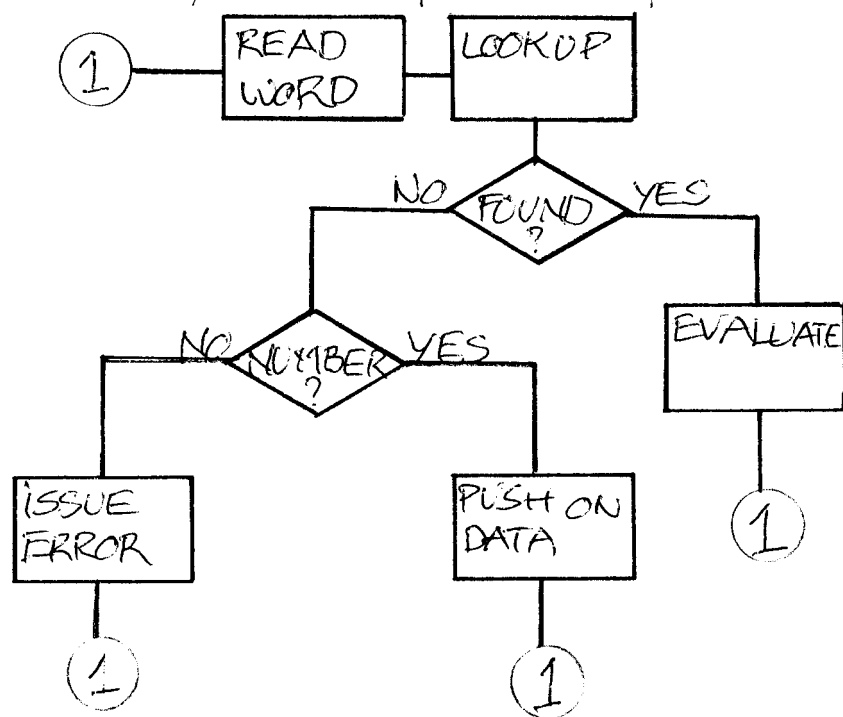 1
READ
WORD
LOOKUP
NO
FOUND
?
YES
NO
NUMBER
?
YES
EVALUATE
ISSUE
ERROR
PUSH ON
DATA
1
1
1